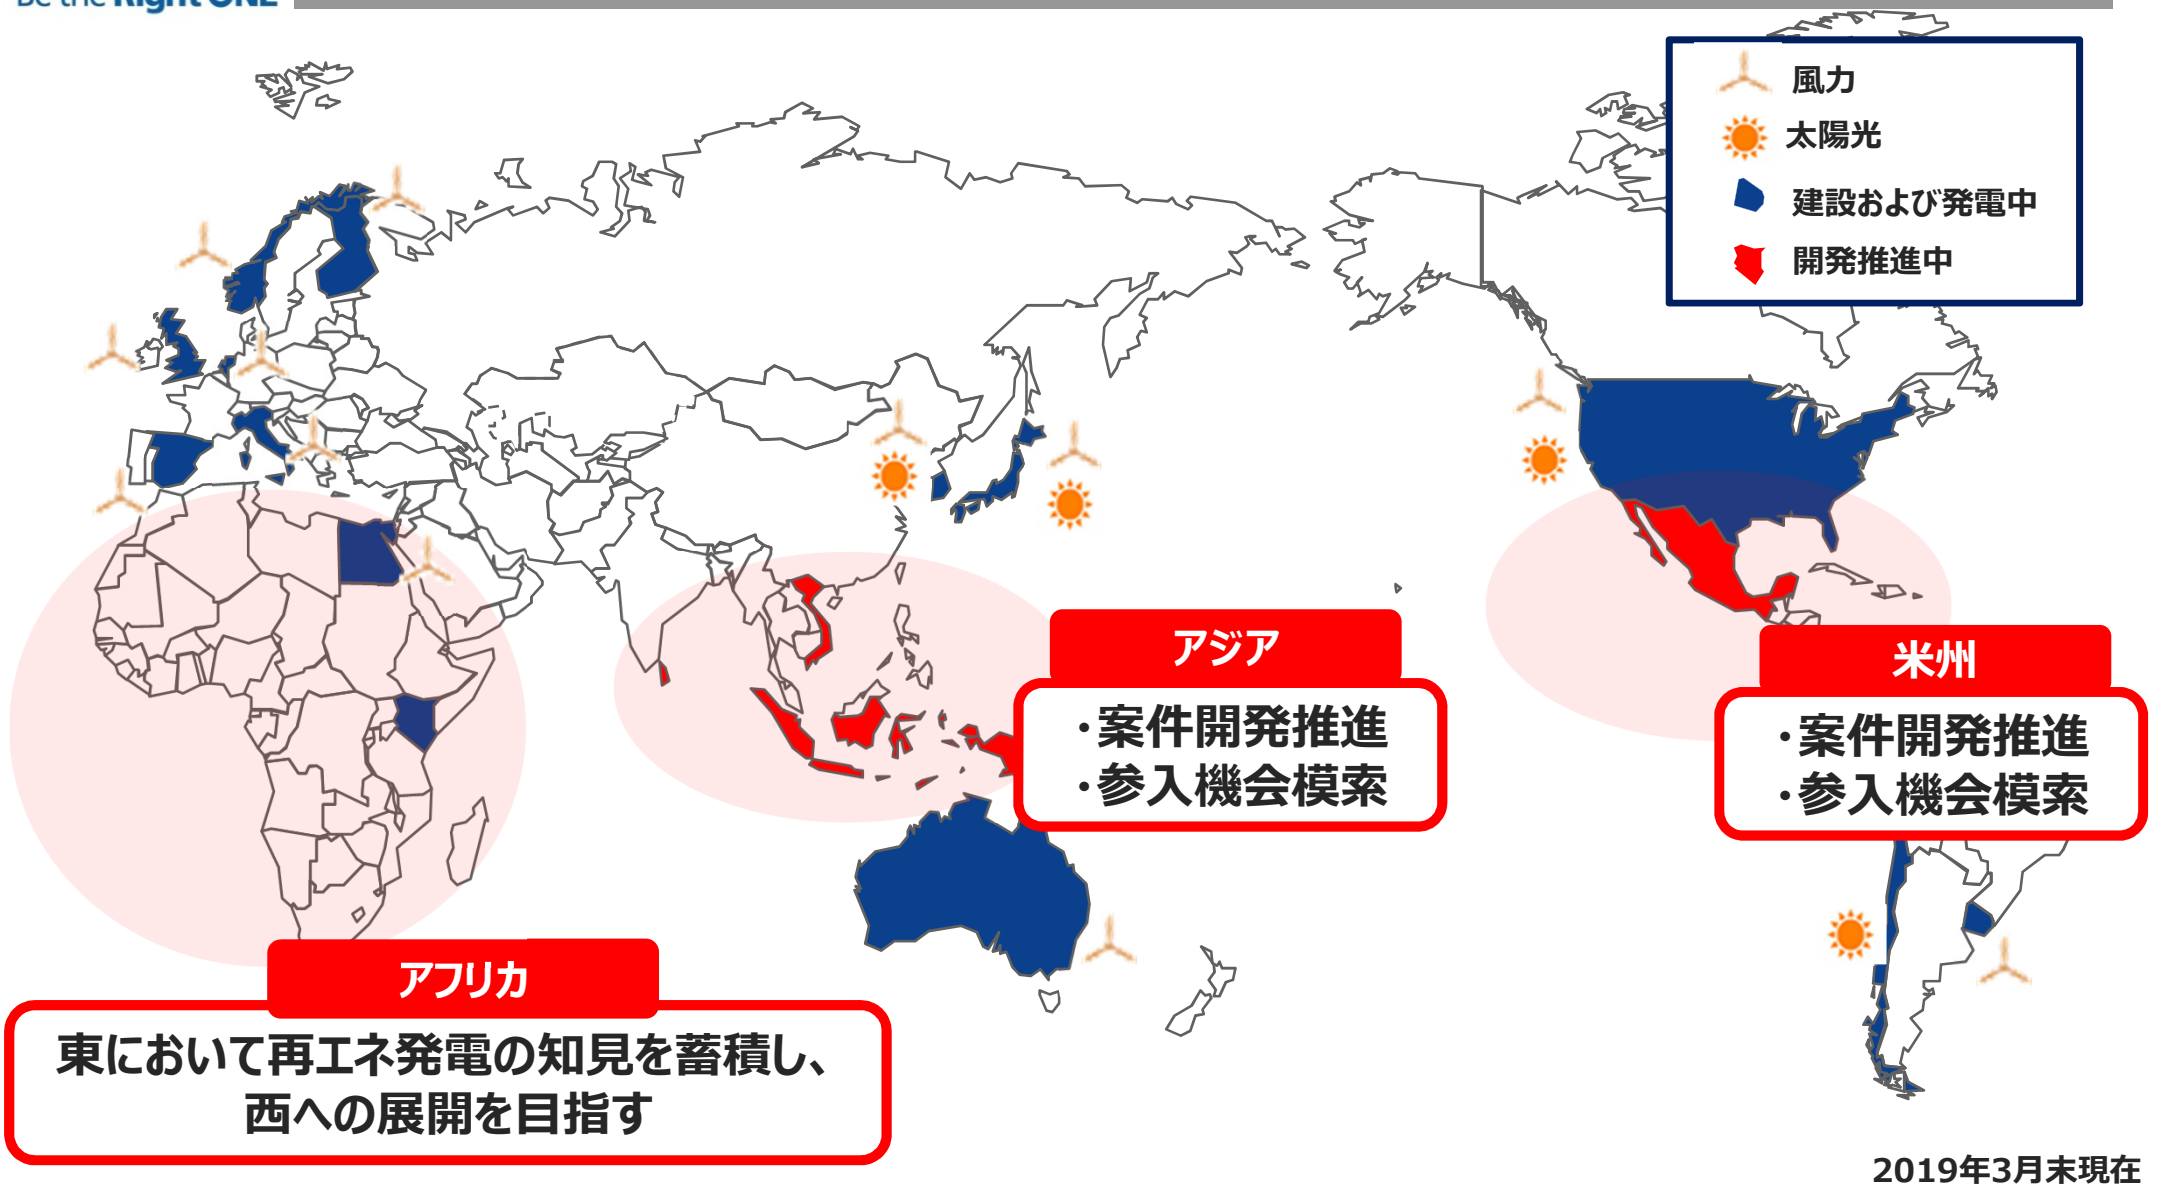 Be the Right ONE
風力
太陽光
建設および発電中
開発推進中
アジア
・案件開発推進
・参入機会模索
米州
・案件開発推進
・参入機会模索
アフリカ
東において再エネ発電の知見を蓄積し、
西への展開を目指す
2019年3月末現在